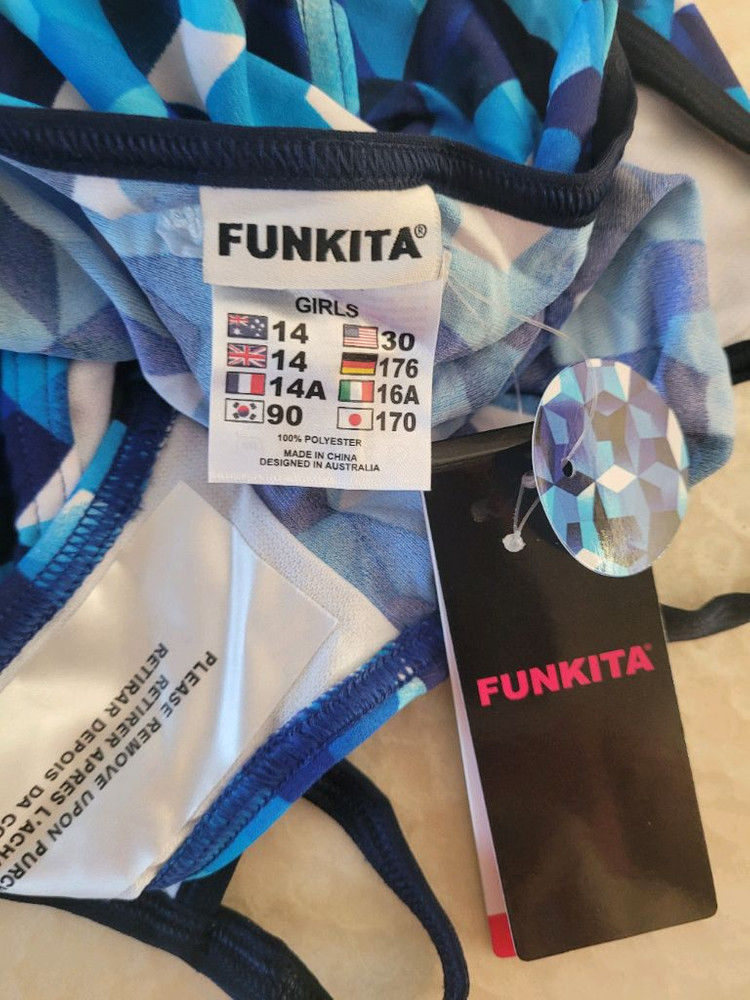 FUNKITA®
GIRLS
14 30
14 176
14A 16A
90 170
100% POLYESTER
MADE IN CHINA
DESIGNED IN AUSTRALIA
FUNKITA
PLEASE REMOVE UPON PURC
RETIRER APRES L'ACH
RETIRAR DEPOIS DA CO